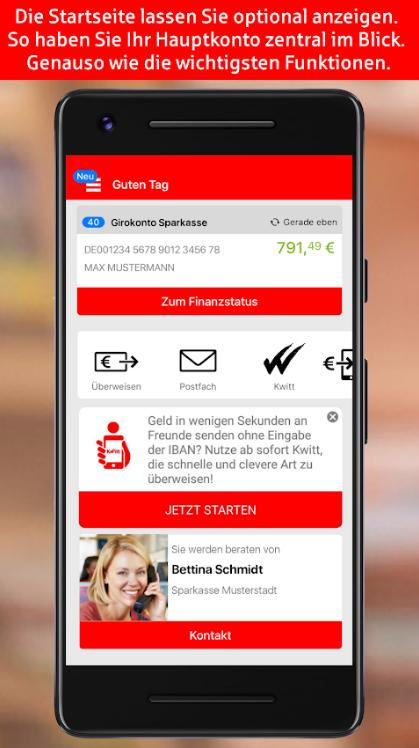 Die Startseite lassen Sie optional anzeigen.
So haben Sie Ihr Hauptkonto zentral im Blick.
Genauso wie die wichtigsten Funktionen.
Neu
Guten Tag
40 Girokonto Sparkasse Gerade eben
DE001234 5678 9012 3456 78 791,49 €
MAX MUSTERMANN
Zum Finanzstatus
Überweisen Postfach Kwitt
Geld in wenigen Sekunden an
Freunde senden ohne Eingabe
der IBAN? Nutze ab sofort Kwitt,
die schnelle und clevere Art zu
überweisen!
Kwitt
JETZT STARTEN
Sie werden beraten von
Bettina Schmidt
Sparkasse Musterstadt
Kontakt